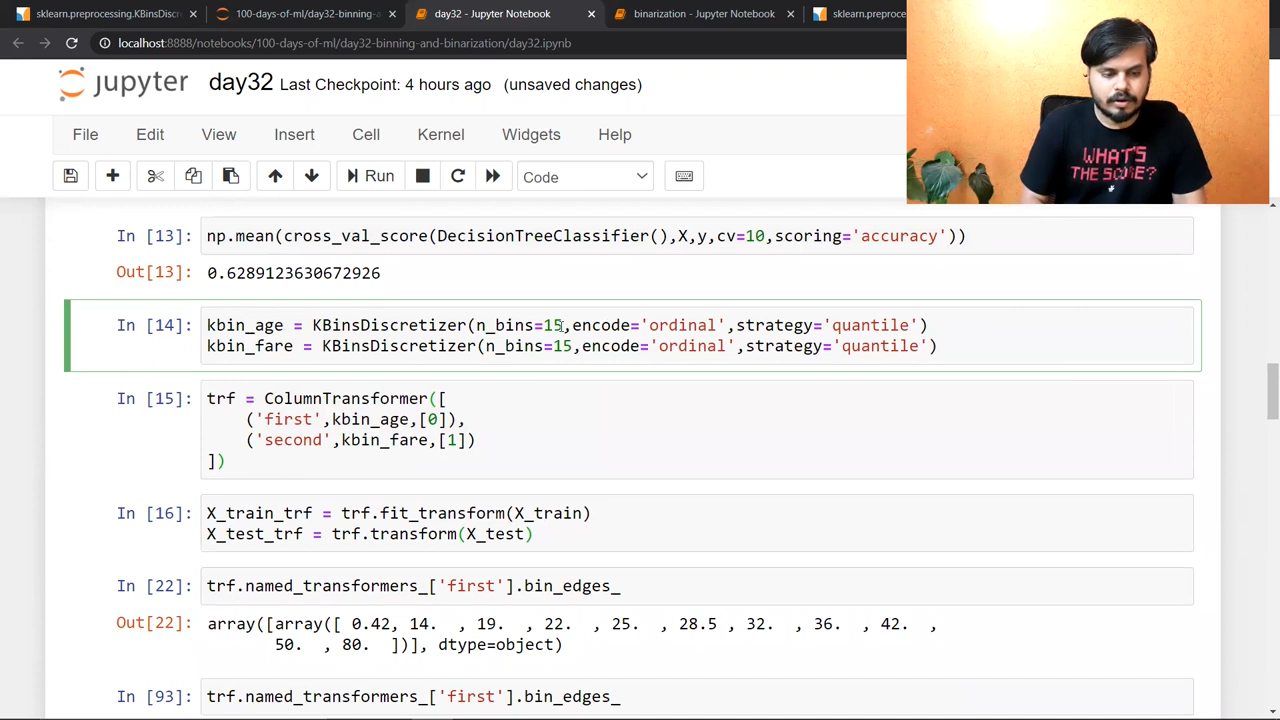 sklearn.preprocessing.KBinsDiscr
100-days-of-ml/day32-binning-a
day32 - Jupyter Notebook
binarization - Jupyter Notebook
sklearn.preproces
localhost:8888/notebooks/100-days-of-ml/day32-binning-and-binarization/day32.ipynb
jupyter day32 Last Checkpoint: 4 hours ago (unsaved changes)
File Edit View Insert Cell Kernel Widgets Help
Run Code
WHAT'S
THE SCORE?
In [13]: np.mean(cross_val_score(DecisionTreeClassifier(),X,y,cv=10,scoring='accuracy'))
Out[13]: 0.6289123630672926
In [14]: kbin_age = KBinsDiscretizer(n_bins=15,encode='ordinal',strategy='quantile')
kbin_fare = KBinsDiscretizer(n_bins=15,encode='ordinal',strategy='quantile')
In [15]: trf = ColumnTransformer([
('first',kbin_age,[0]),
('second',kbin_fare,[1])
])
In [16]: X_train_trf = trf.fit_transform(X_train)
X_test_trf = trf.transform(X_test)
In [22]: trf.named_transformers_['first'].bin_edges_
Out[22]: array([array([ 0.42, 14. , 19. , 22. , 25. , 28.5 , 32. , 36. , 42. ,
50. , 80. ])], dtype=object)
In [93]: trf.named_transformers_['first'].bin_edges_